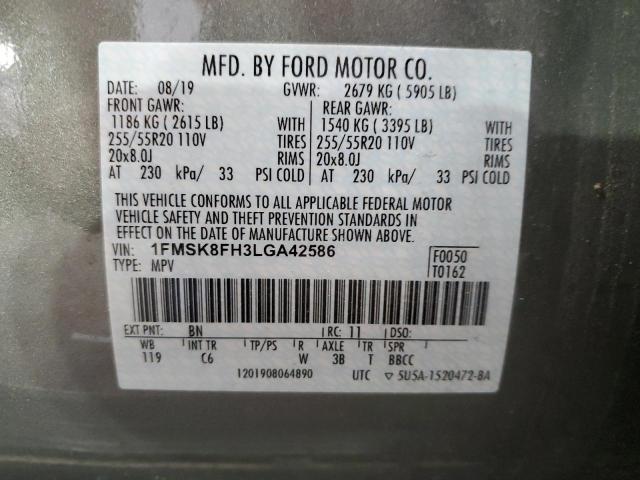 MFD. BY FORD MOTOR CO.
DATE: 08/19 GVWR: 2679 KG ( 5905 LB)
FRONT GAWR: REAR GAWR:
1186 KG ( 2615 LB) WITH 1540 KG ( 3395 LB) WITH
255/55R20 110V TIRES 255/55R20 110V TIRES
20x8.0J RIMS 20x8.0J RIMS
AT 230 kPa/ 33 PSI COLD AT 230 kPa/ 33 PSI COLD
THIS VEHICLE CONFORMS TO ALL APPLICABLE FEDERAL MOTOR
VEHICLE SAFETY AND THEFT PREVENTION STANDARDS IN
EFFECT ON THE DATE OF MANUFACTURE SHOWN ABOVE.
VIN: 1FMSK8FH3LGA42586 F0050
TYPE: MPV T0162
EXT PNT: BN RC: 11 DSO:
WB INT TR TP/PS R AXLE TR SPR
119 C6 W 3B T BBCC
1201908064890 UTC ▽ 5U5A-1520472-BA